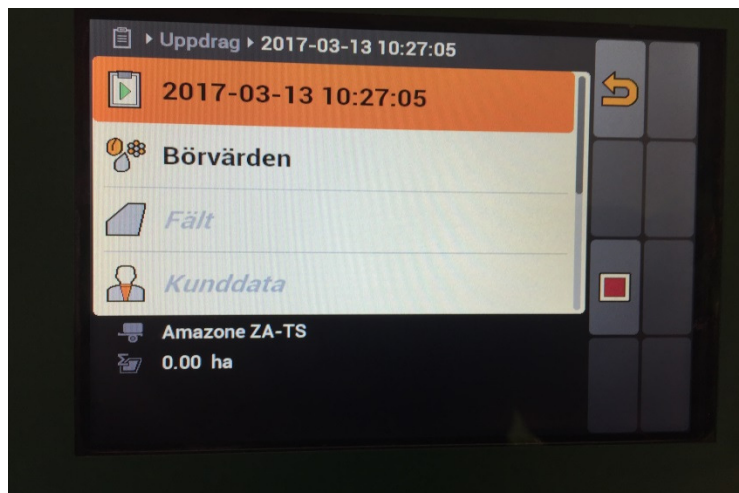 Uppdrag 2017-03-13 10:27:05
2017-03-13 10:27:05
Börvärden
Fält
Kunddata
Amazone ZA-TS
0.00 ha